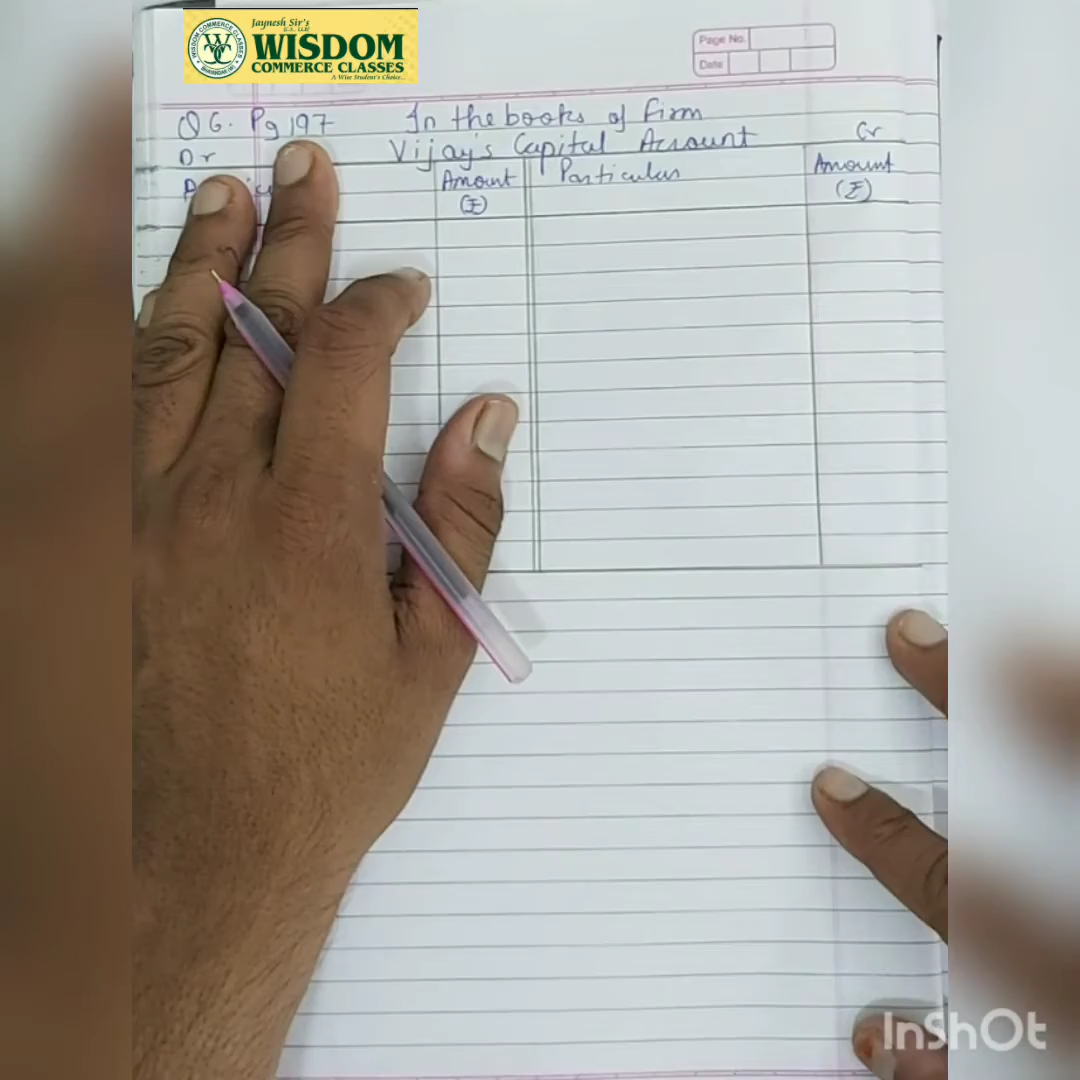 Jaynesh Sir's
WISDOM
COMMERCE CLASSES
A Wise Student's Choice...
Page No.
Date
Q 6. Pg 197 In the books of firm
Dr Vijay's Capital Account Cr
Amount (₹) Particulars Amount (₹)
InShOt